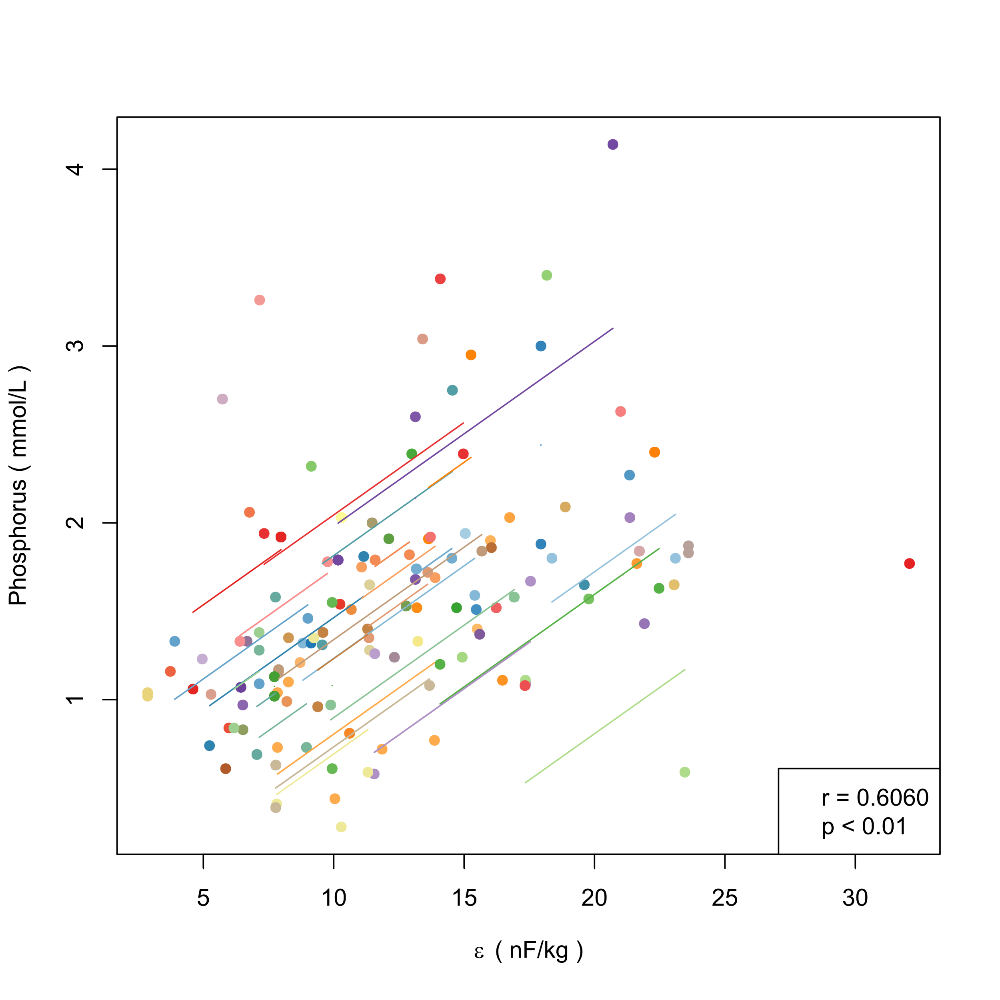 4
3
2
1
Phosphorus ( mmol/L )
r = 0.6060
p < 0.01
5 10 15 20 25 30
ε ( nF/kg )